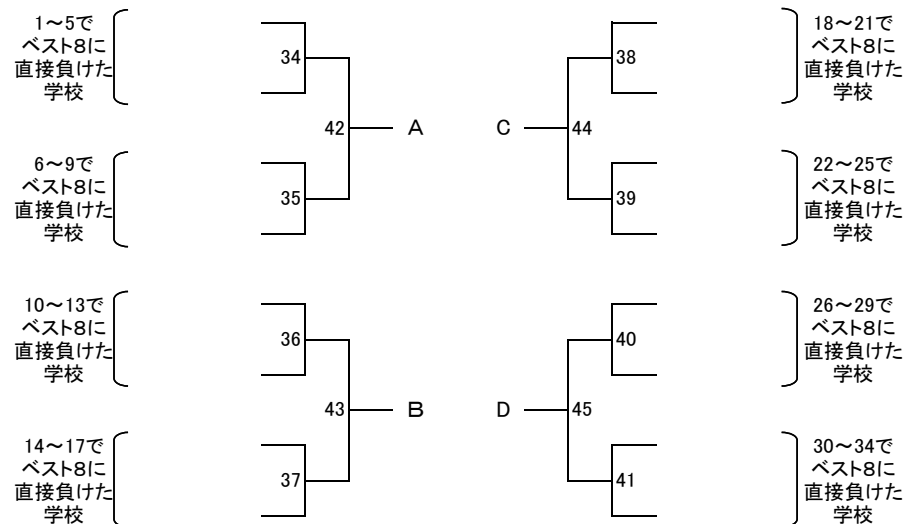 1～5で
ベスト8に
直接負けた
学校
34
42
A
6～9で
ベスト8に
直接負けた
学校
35
10～13で
ベスト8に
直接負けた
学校
36
43
B
14～17で
ベスト8に
直接負けた
学校
37
18～21で
ベスト8に
直接負けた
学校
38
C
44
22～25で
ベスト8に
直接負けた
学校
39
26～29で
ベスト8に
直接負けた
学校
40
D
45
30～34で
ベスト8に
直接負けた
学校
41